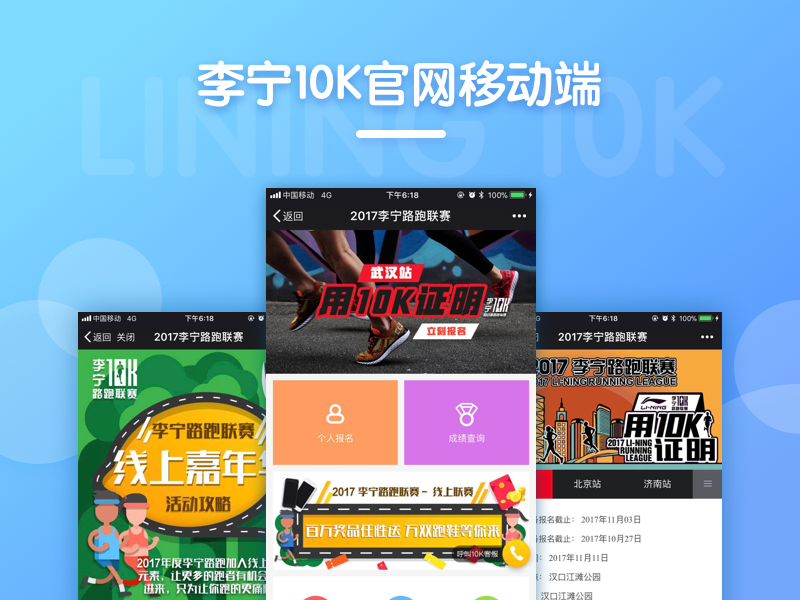 李宁10K官网移动端
LINING 10K
中国移动 4G 下午6:18 100%
返回 2017李宁路跑联赛
武汉站
用10K证明
李宁10K
立刻报名
个人报名
成绩查询
2017 李宁路跑联赛 - 线上联赛
百万奖品任性送 万双跑鞋等你来
呼叫10K客服
中国移动 4G 下午6:18
返回 关闭 2017李宁路跑联赛
李宁10K
路跑联赛
李宁路跑联赛
线上嘉年
活动攻略
2017年度李宁路跑加入线上
元素,让更多的跑者有机会
进来,只为让你跑的更痛
下午6:18 100%
2017李宁路跑联赛
2017 李宁路跑联赛
2017 LI-NING RUNNING LEAGUE
LI-NING
李宁10K
用10K
证明
2017 LI-NING
RUNNING
LEAGUE
北京站
济南站
报名截止: 2017年11月03日
报名截止: 2017年10月27日
2017年11月11日
汉口江滩公园
汉口江滩公园